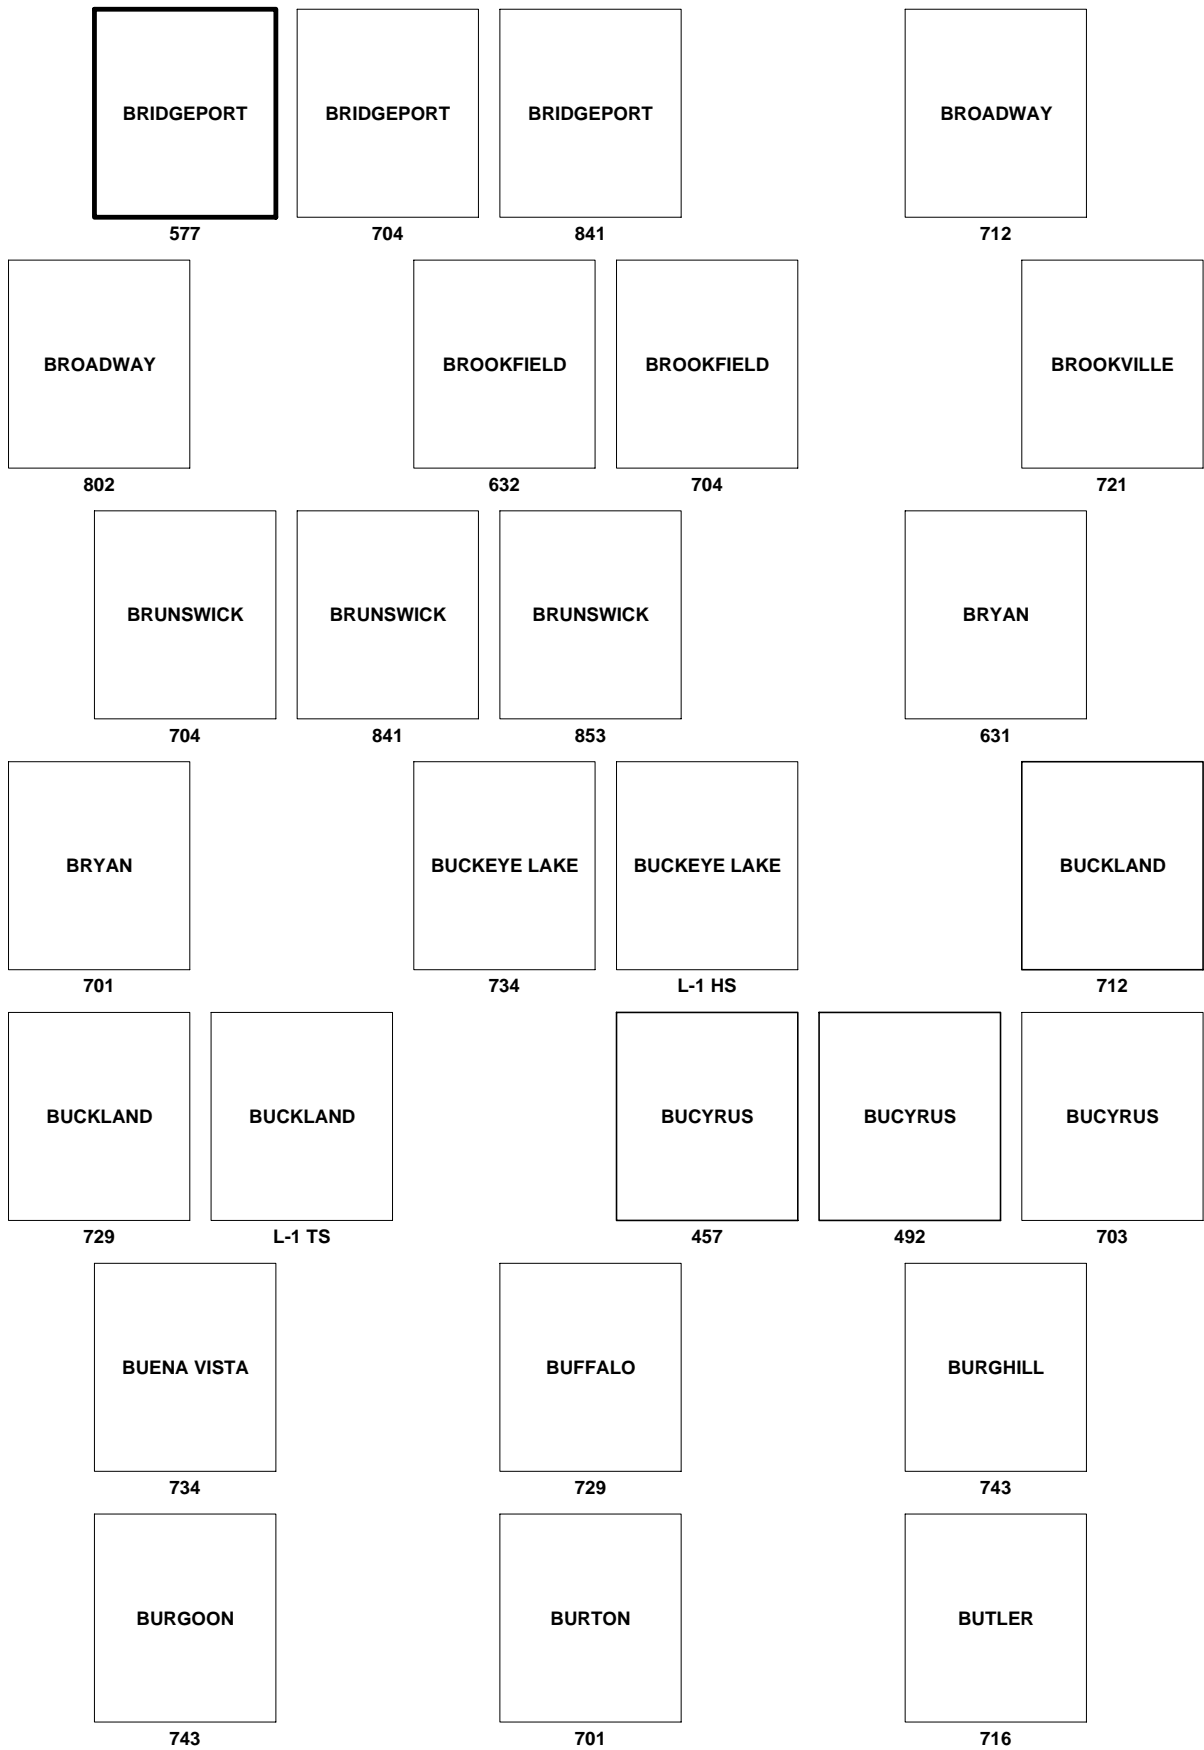 BRIDGEPORT BRIDGEPORT BRIDGEPORT BROADWAY
577 704 841 712
BROADWAY BROOKFIELD BROOKFIELD BROOKVILLE
802 632 704 721
BRUNSWICK BRUNSWICK BRUNSWICK BRYAN
704 841 853 631
BRYAN BUCKEYE LAKE BUCKEYE LAKE BUCKLAND
701 734 L-1 HS 712
BUCKLAND BUCKLAND BUCYRUS BUCYRUS BUCYRUS
729 L-1 TS 457 492 703
BUENA VISTA BUFFALO BURGHILL
734 729 743
BURGOON BURTON BUTLER
743 701 716